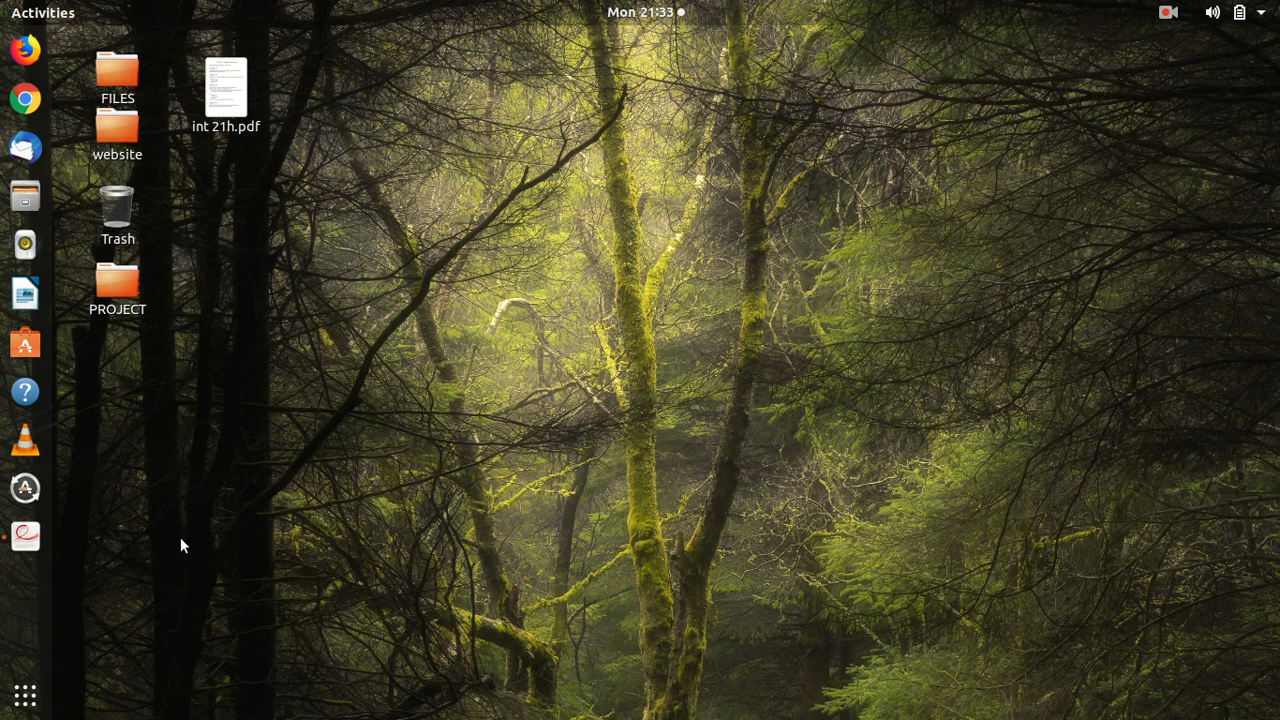 Activities
Mon 21:33
FILES
website
Trash
PROJECT
int 21h.pdf